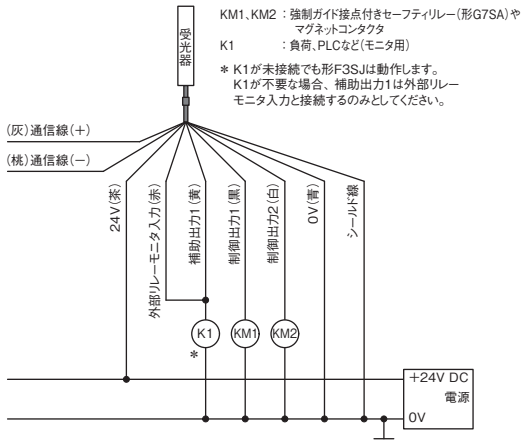 KM1、KM2 : 強制ガイド接点付きセーフティリレー(形G7SA)や
マグネットコンタクタ
K1 : 負荷、PLCなど(モニタ用)
* K1が未接続でも形F3SJは動作します。
K1が不要な場合、補助出力1は外部リレー
モニタ入力と接続するのみとしてください。
受光器
(灰)通信線(+)
(桃)通信線(−)
24V(茶)
外部リレーモニタ入力(赤)
補助出力1(黄)
制御出力1(黒)
制御出力2(白)
0V(青)
シールド線
K1
KM1
KM2
*
+24V DC
電源
0V